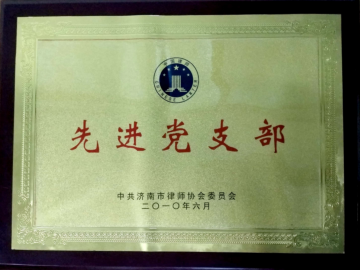 先进党支部
中共济南市律师协会委员会
二〇一〇年六月